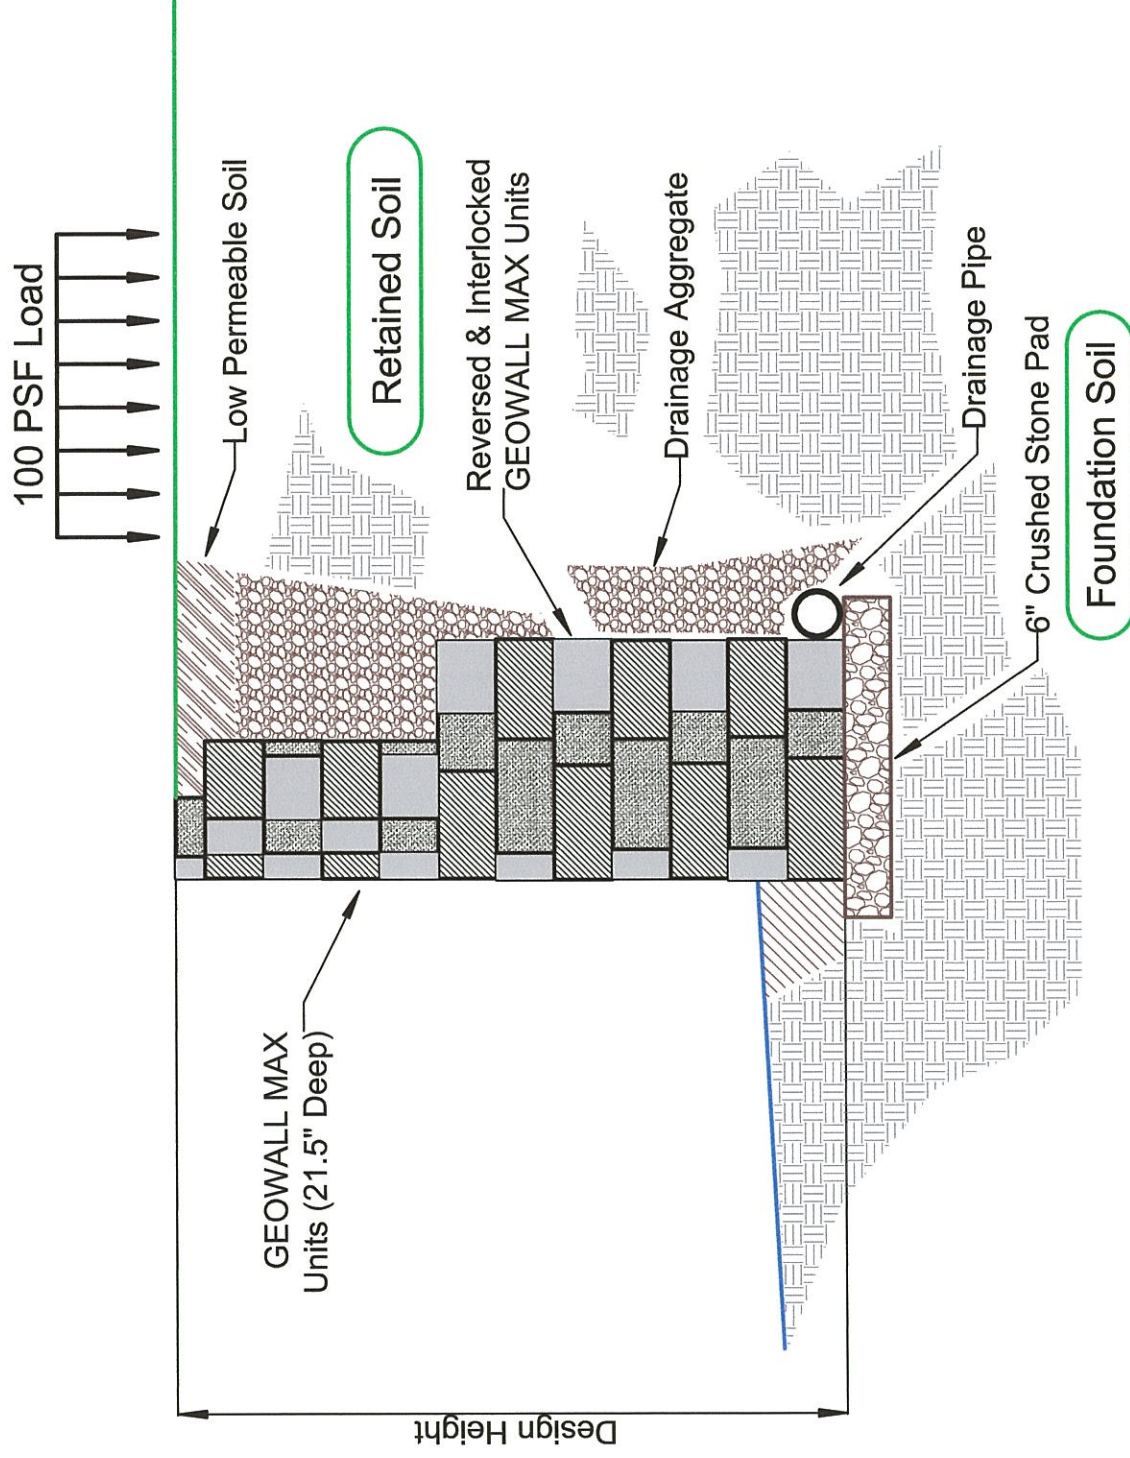 100 PSF Load
Low Permeable Soil
Retained Soil
Reversed & Interlocked
GEOWALL MAX Units
Drainage Aggregate
Drainage Pipe
6" Crushed Stone Pad
Foundation Soil
GEOWALL MAX
Units (21.5" Deep)
Design Height